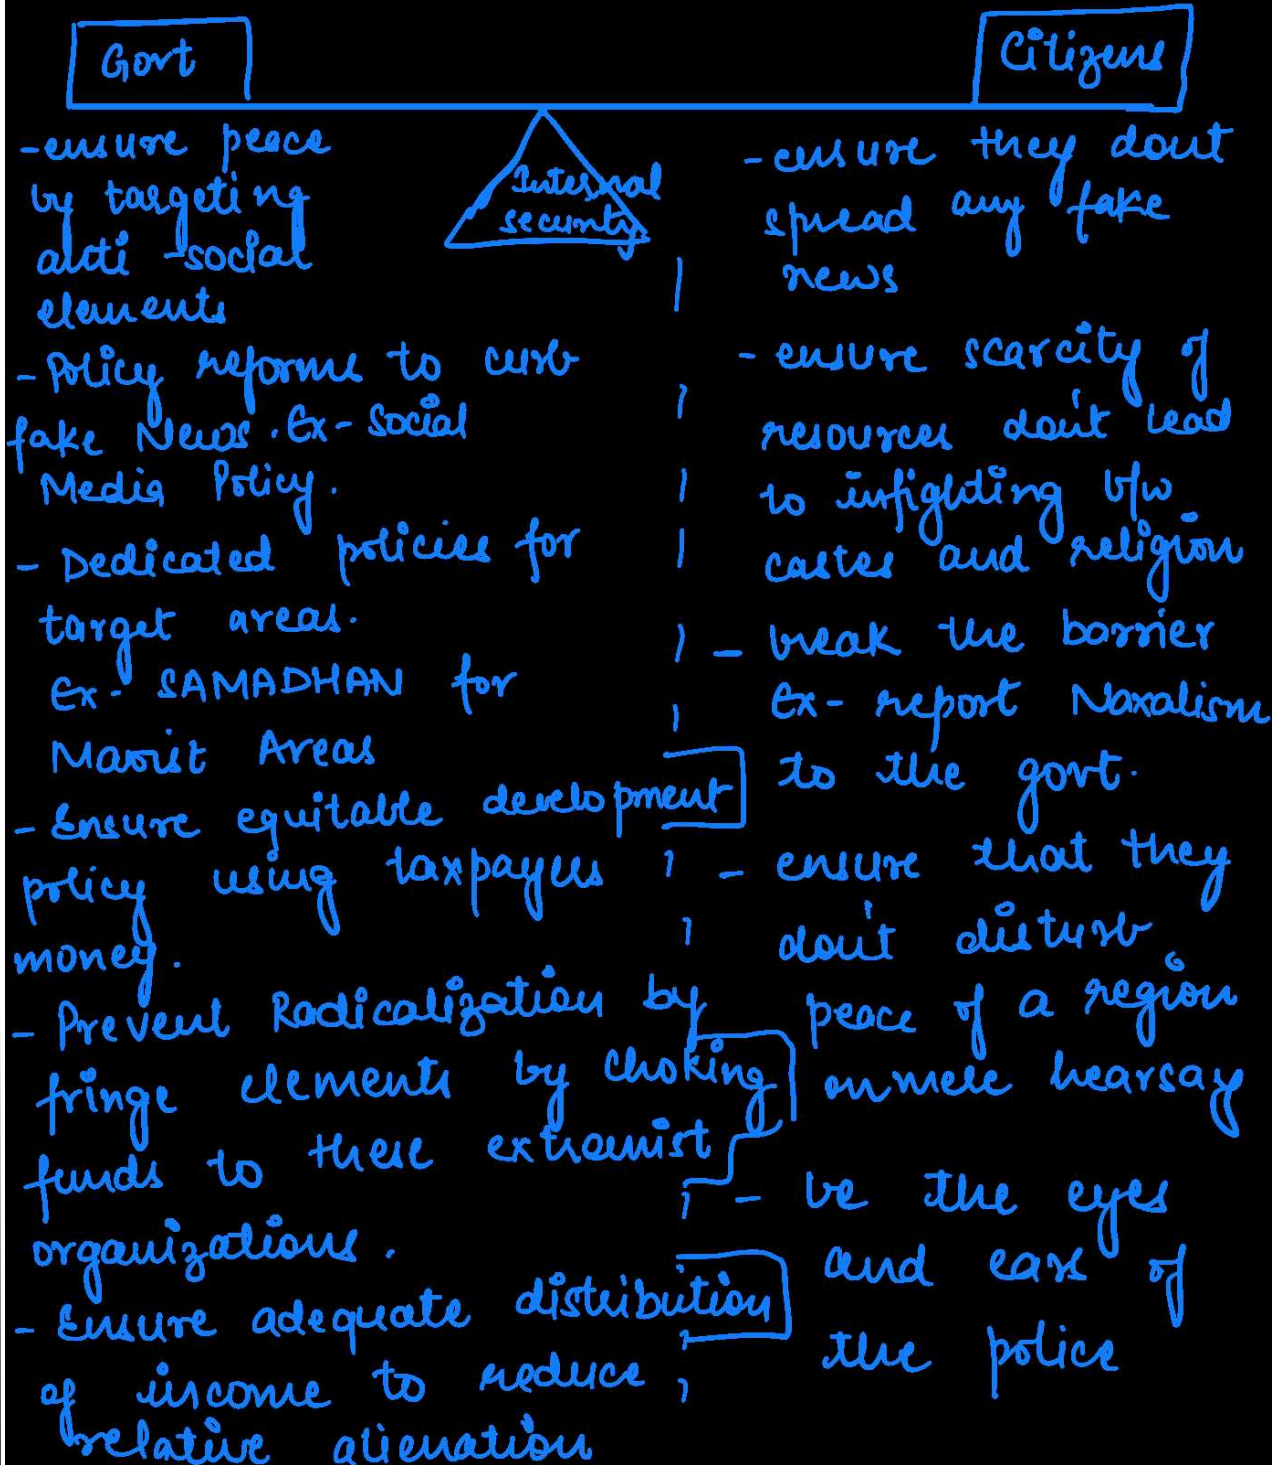 Govt
Citizens
Internal
security
-ensure peace
by targeting
anti-social
elements
-Policy reforms to curb
fake News. Ex- Social
Media Policy.
- Dedicated policies for
target areas.
Ex- SAMADHAN for
Maoist Areas
- Ensure equitable development
policy using taxpayers
money.
- Prevent Radicalization by
fringe elements by choking
funds to these extremist
organizations.
- Ensure adequate distribution
of income to reduce
relative alienation
- ensure they dont
spread any fake
news
- ensure scarcity of
resources don't lead
to infighting b/w
castes and religion
- break the barrier
Ex- report Naxalism
to the govt.
- ensure that they
don't disturb
peace of a region
on mere hearsay
- be the eyes
and ears of
the police